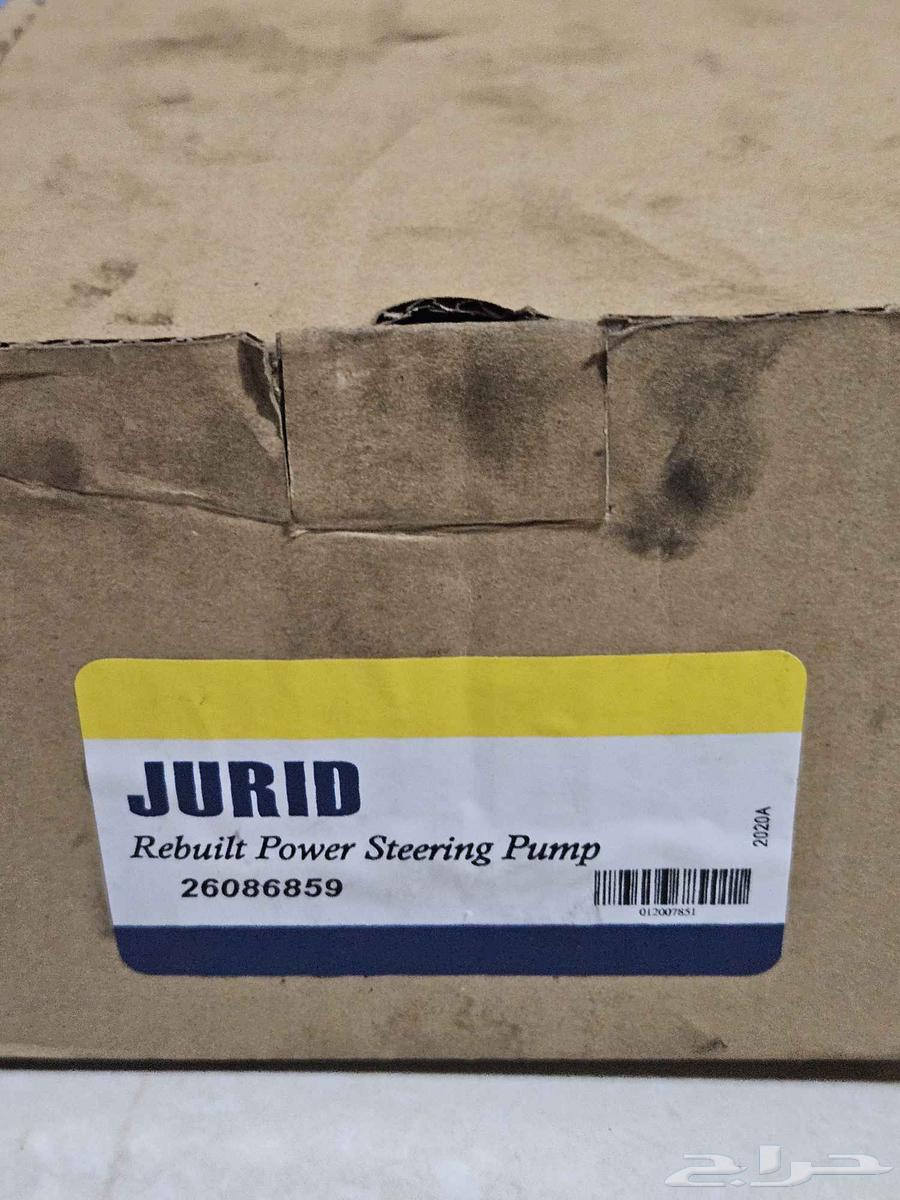 JURID
Rebuilt Power Steering Pump
26086859
012007851
2020A
حراج